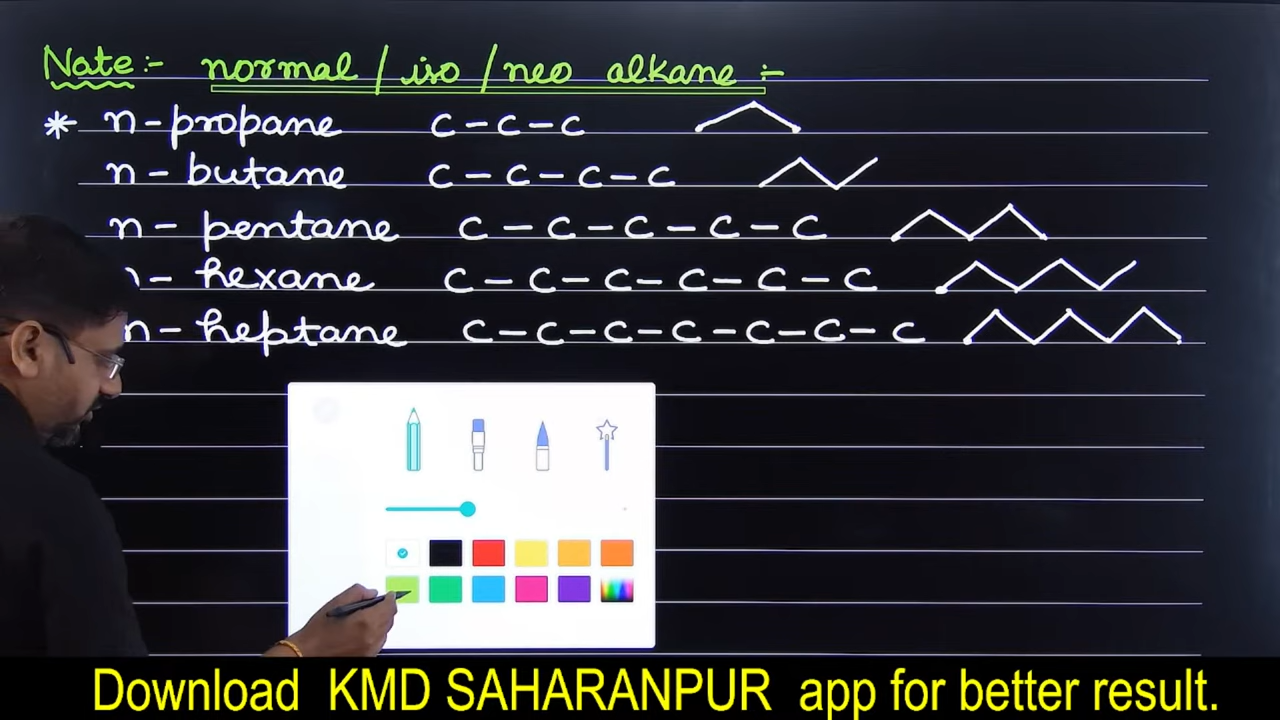 Note:- normal / iso / neo alkane :-
* n-propane C-C-C
n- butane C-C-C-C
n- pentane C-C-C-C-C
n- hexane C-C-C-C-C-C
n- heptane C-C-C-C-C-C-C
Download KMD SAHARANPUR app for better result.